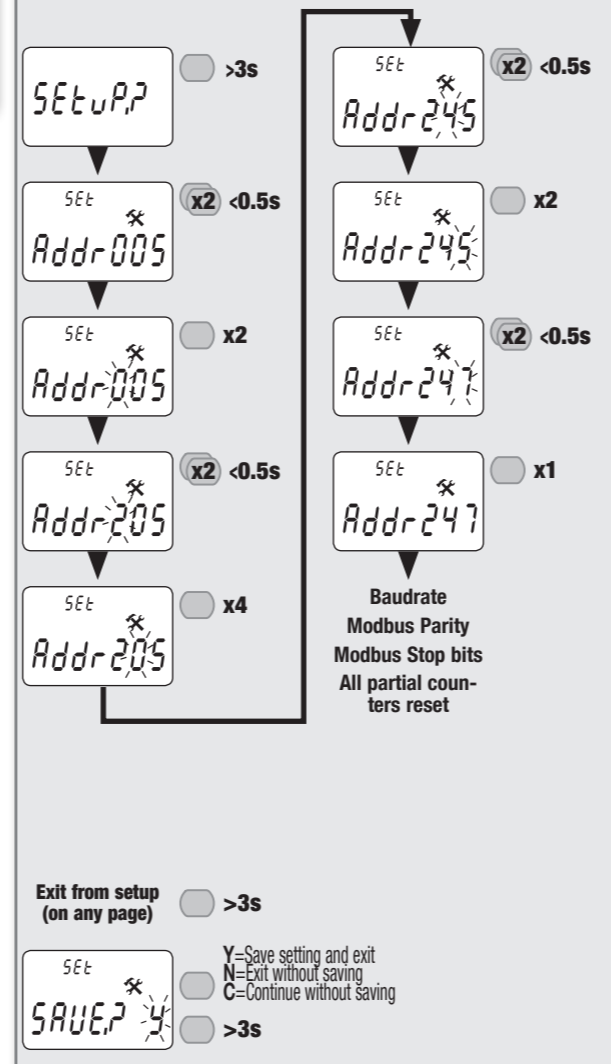 SEtuP,?
>3s
SEt
Addr005
x2 <0.5s
SEt
Addr005
x2
SEt
Addr205
x2 <0.5s
SEt
Addr205
x4
SEt
Addr245
x2 <0.5s
SEt
Addr245
x2
SEt
Addr247
x2 <0.5s
SEt
Addr247
x1
Baudrate
Modbus Parity
Modbus Stop bits
All partial coun-
ters reset
Exit from setup
(on any page)
>3s
SEt
SAVE,? Y
Y=Save setting and exit
N=Exit without saving
C=Continue without saving
>3s